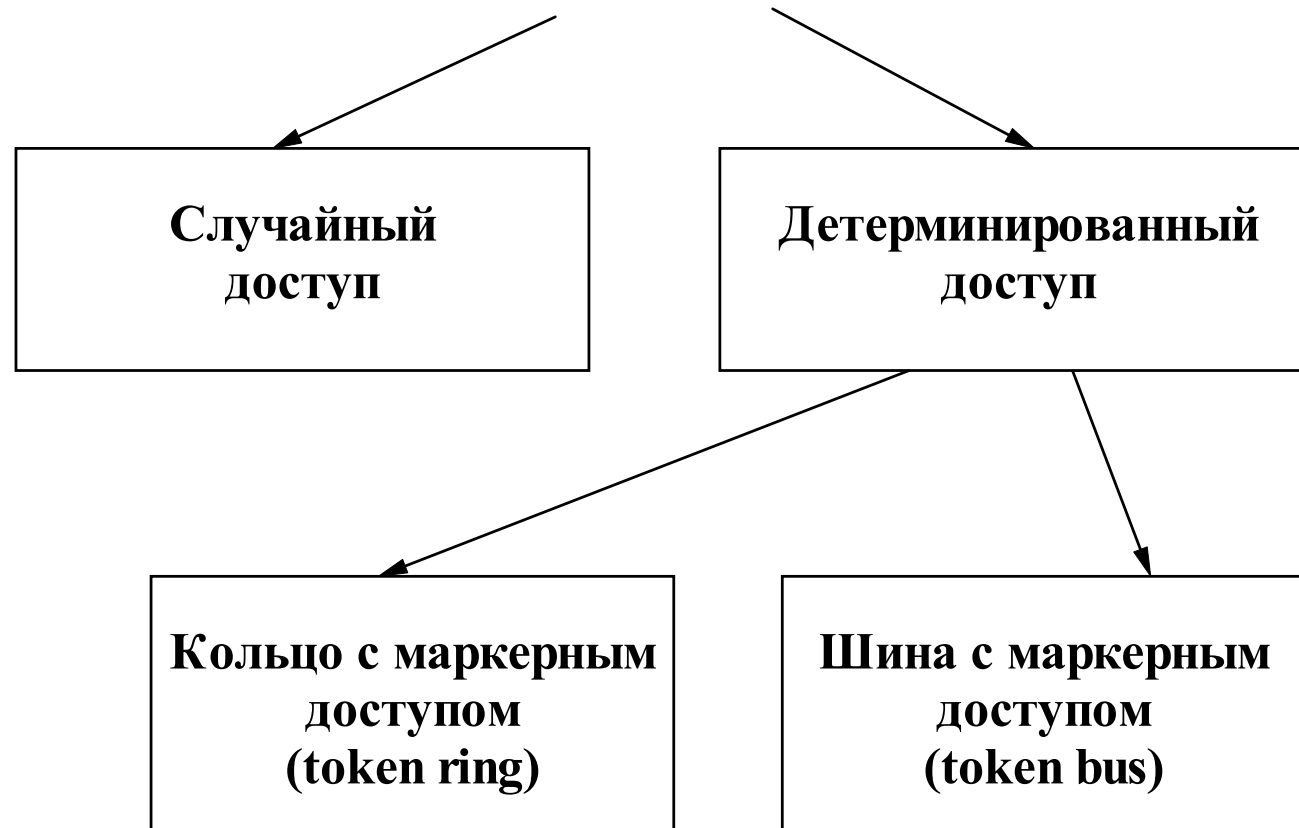 Случайный
доступ
Детерминированный
доступ
Кольцо с маркерным
доступом
(token ring)
Шина с маркерным
доступом
(token bus)